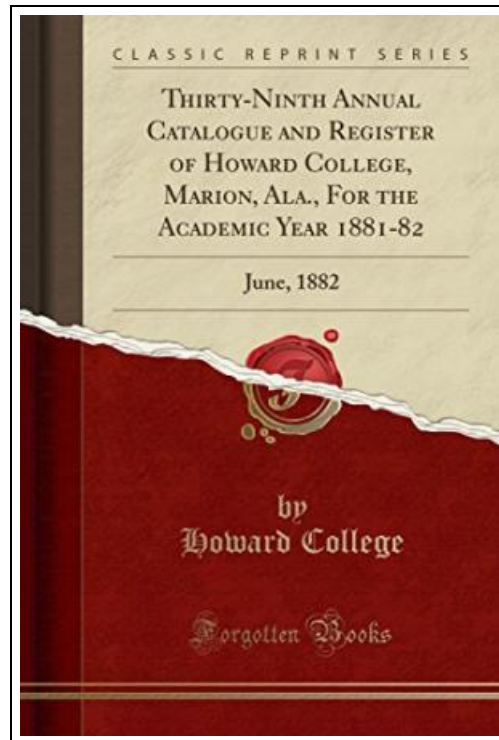 CLASSIC REPRINT SERIES
THIRTY-NINTH ANNUAL
CATALOGUE AND REGISTER
OF HOWARD COLLEGE,
MARION, ALA., FOR THE
ACADEMIC YEAR 1881-82
June, 1882
by
Howard College
Forgotten Books